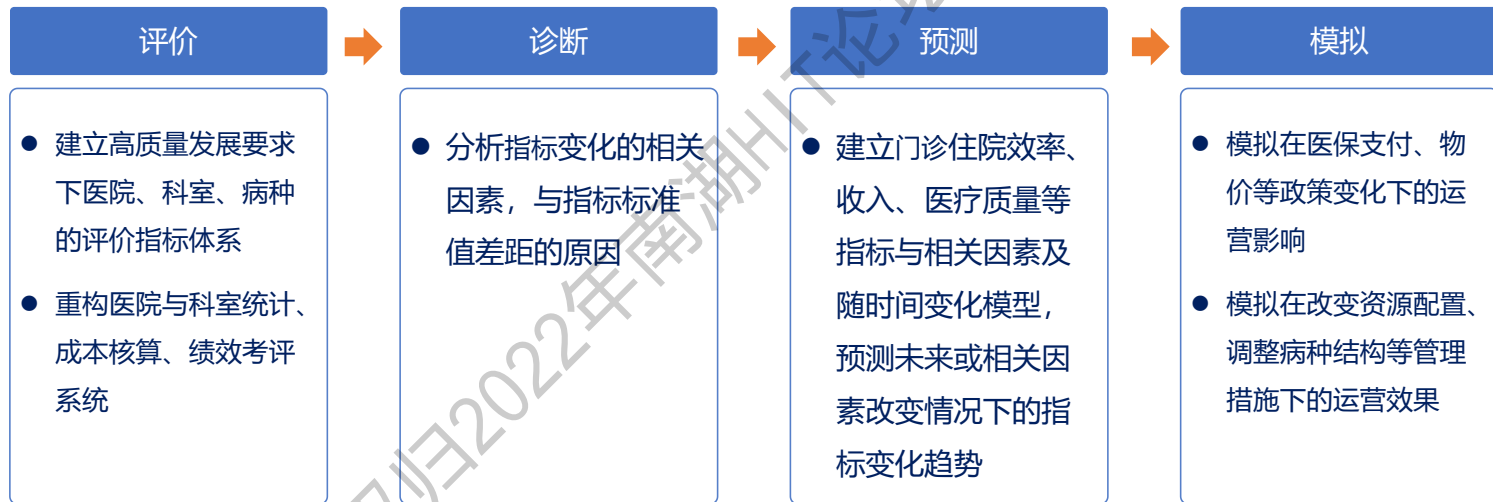 评价
建立高质量发展要求
下医院、科室、病种
的评价指标体系
重构医院与科室统计、
成本核算、绩效考评
系统
诊断
分析指标变化的相关
因素，与指标标准
值差距的原因
预测
建立门诊住院效率、
收入、医疗质量等
指标与相关因素及
随时间变化模型，
预测未来或相关因
素改变情况下的指
标变化趋势
模拟
模拟在医保支付、物
价等政策变化下的运
营影响
模拟在改变资源配置、
调整病种结构等管理
措施下的运营效果
归2022年南湖HIT论